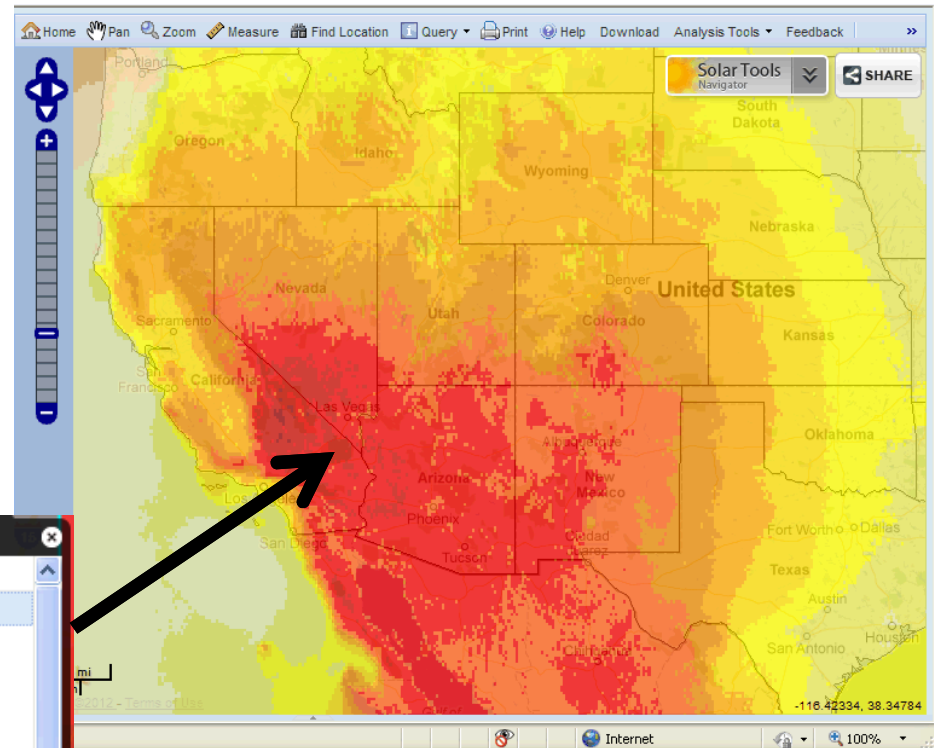 Home Pan Zoom Measure Find Location Query Print Help Download Analysis Tools Feedback »
Solar Tools
Navigator
SHARE
Portland
South
Dakota
Oregon
Idaho
Wyoming
Nebraska
Denver
United States
Nevada
Utah
Colorado
Sacramento
Kansas
San
Francisco
California
Las Vegas
Oklahoma
Albuquerque
Arizona
New
Mexico
Los Angeles
Phoenix
Fort Worth Dallas
San Diego
Ciudad
Juarez
Tucson
Texas
Austin
Houston
San Antonio
Chihuahua
mi
©2012 - Terms of Use
Gulf of
-116.42334, 38.34784
Internet
100%